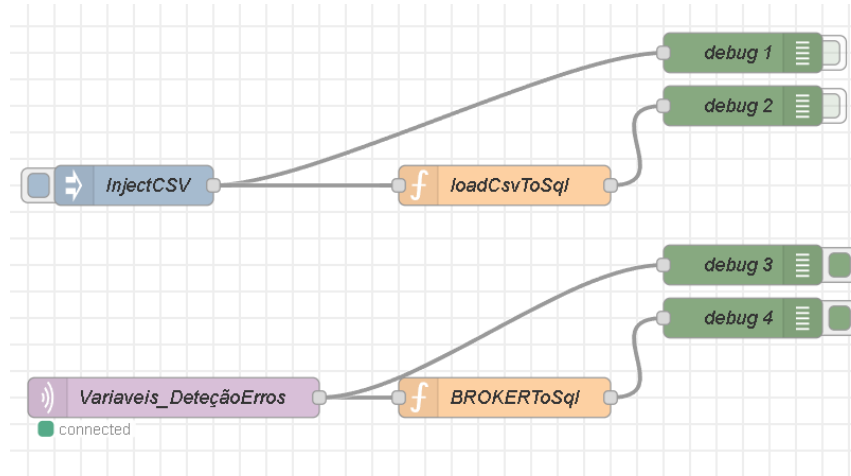 debug 1
debug 2
InjectCSV
loadCsvToSql
debug 3
debug 4
Variaveis_DeteçãoErros
BROKERToSql
connected